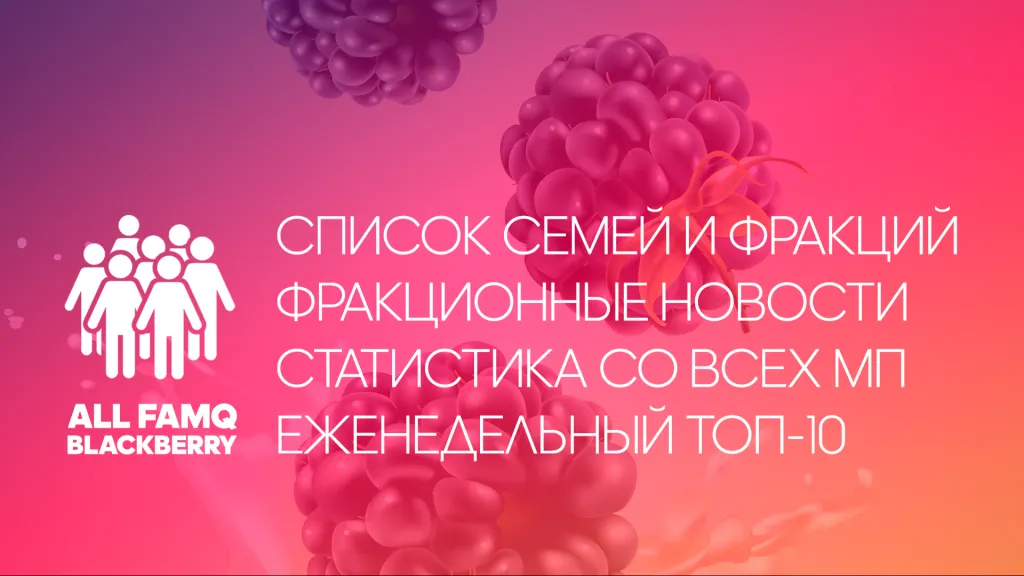 СПИСОК СЕМЕЙ И ФРАКЦИЙ
ФРАКЦИОННЫЕ НОВОСТИ
СТАТИСТИКА СО ВСЕХ МП
ЕЖЕНЕДЕЛЬНЫЙ ТОП-10
ALL FAMQ
BLACKBERRY